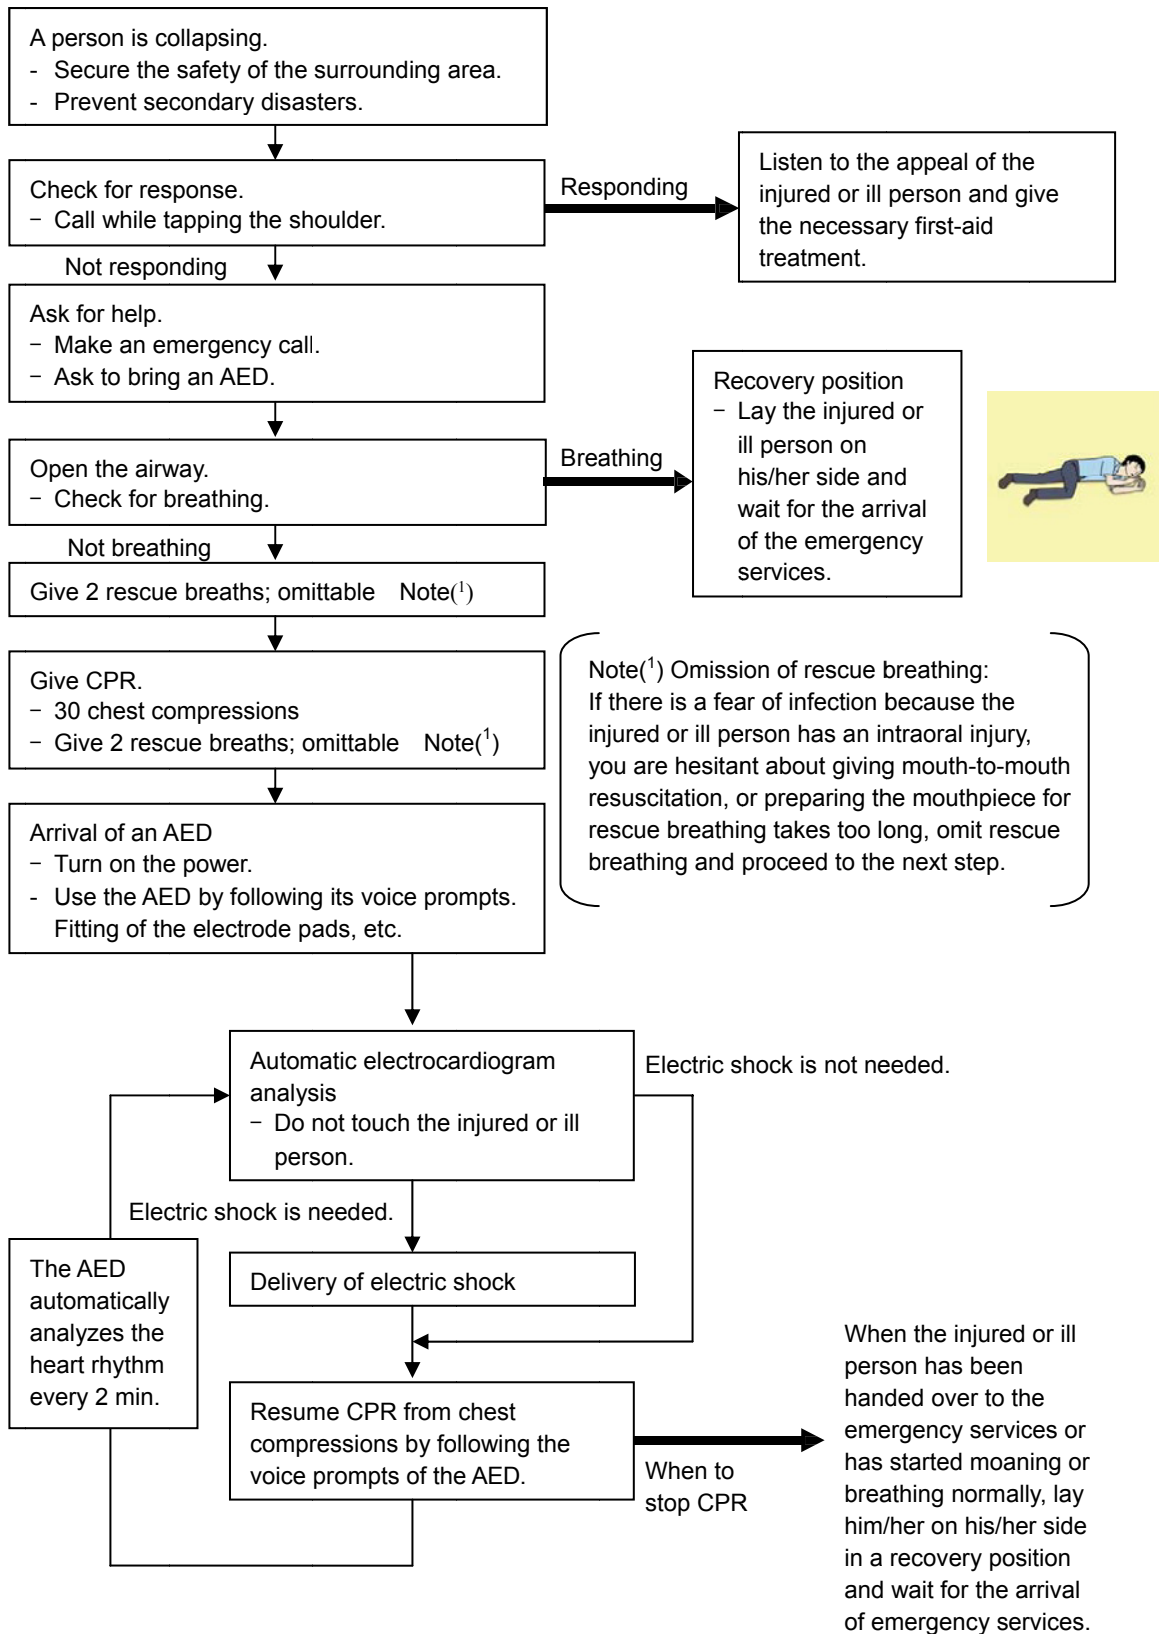 A person is collapsing.
- Secure the safety of the surrounding area.
- Prevent secondary disasters.
Check for response.
− Call while tapping the shoulder.
Responding
Listen to the appeal of the
injured or ill person and give
the necessary first-aid
treatment.
Not responding
Ask for help.
− Make an emergency call.
− Ask to bring an AED.
Open the airway.
− Check for breathing.
Breathing
Recovery position
− Lay the injured or
ill person on
his/her side and
wait for the arrival
of the emergency
services.
Not breathing
Give 2 rescue breaths; omittable Note(¹)
Give CPR.
− 30 chest compressions
− Give 2 rescue breaths; omittable Note(¹)
Note(¹) Omission of rescue breathing:
If there is a fear of infection because the
injured or ill person has an intraoral injury,
you are hesitant about giving mouth-to-mouth
resuscitation, or preparing the mouthpiece for
rescue breathing takes too long, omit rescue
breathing and proceed to the next step.
Arrival of an AED
− Turn on the power.
- Use the AED by following its voice prompts.
Fitting of the electrode pads, etc.
Automatic electrocardiogram
analysis
− Do not touch the injured or ill
person.
Electric shock is not needed.
Electric shock is needed.
The AED
automatically
analyzes the
heart rhythm
every 2 min.
Delivery of electric shock
Resume CPR from chest
compressions by following the
voice prompts of the AED.
When to
stop CPR
When the injured or ill
person has been
handed over to the
emergency services or
has started moaning or
breathing normally, lay
him/her on his/her side
in a recovery position
and wait for the arrival
of emergency services.